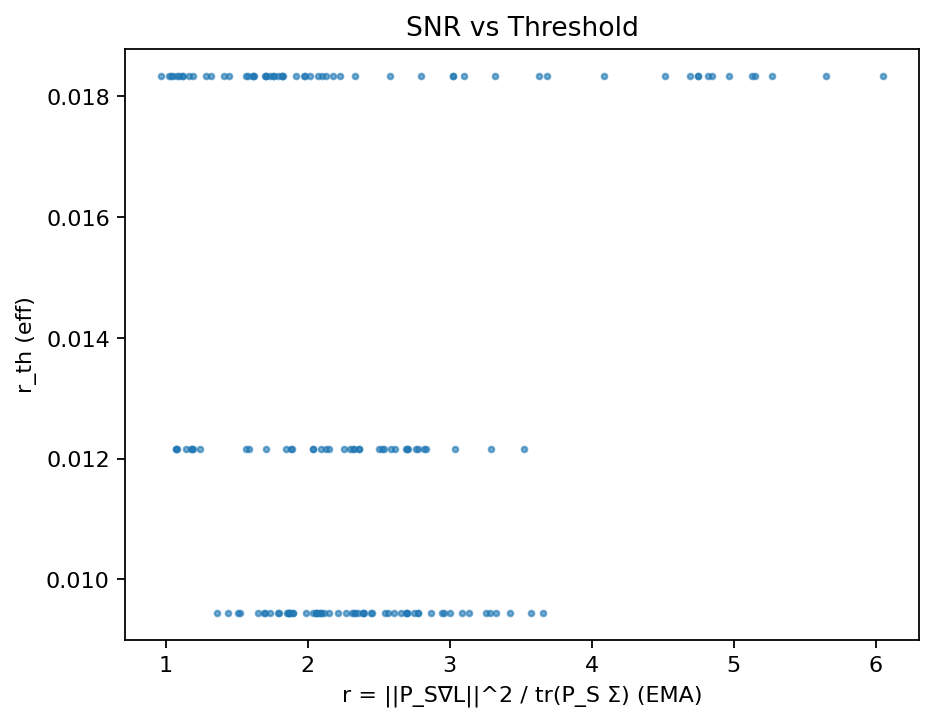 SNR vs Threshold
0.018
0.016
0.014
0.012
0.010
r_th (eff)
1 2 3 4 5 6
r = ||P_S∇L||^2 / tr(P_S Σ) (EMA)